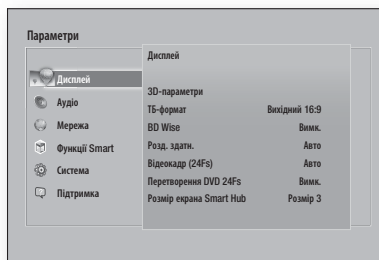 Параметри
Дисплей
Аудіо
Мережа
Функції Smart
Система
Підтримка
Дисплей
3D-параметри
ТБ-формат Вихідний 16:9
BD Wise Вимк.
Розд. здатн. Авто
Відеокадр (24Fs) Авто
Перетворення DVD 24Fs Вимк.
Розмір екрана Smart Hub Розмір 3